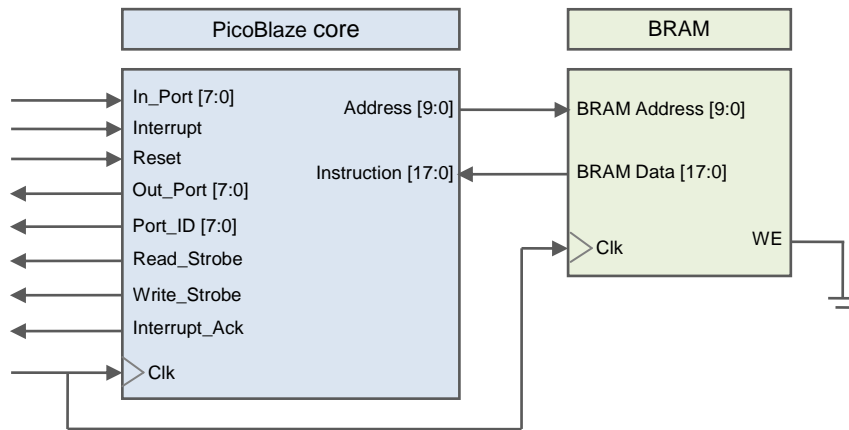 PicoBlaze core
BRAM
In_Port [7:0]
Interrupt
Reset
Out_Port [7:0]
Port_ID [7:0]
Read_Strobe
Write_Strobe
Interrupt_Ack
Clk
Address [9:0]
Instruction [17:0]
BRAM Address [9:0]
BRAM Data [17:0]
Clk
WE